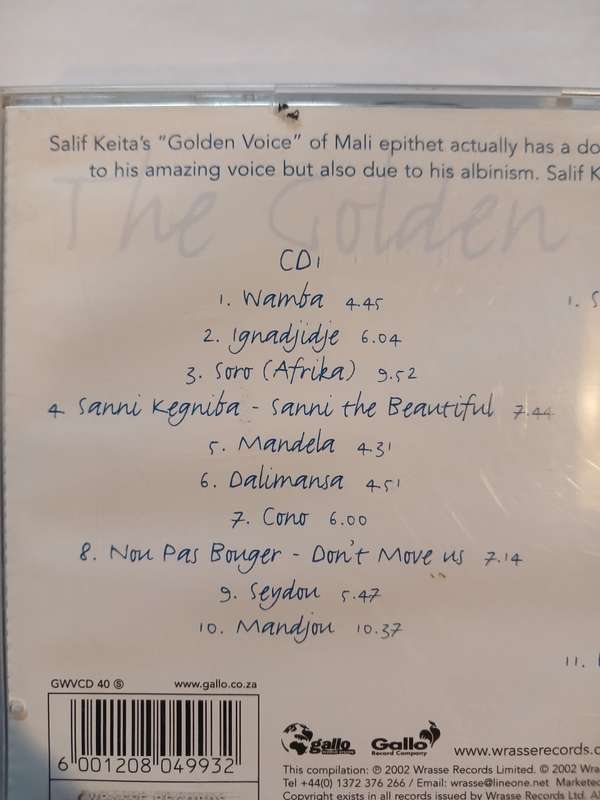 Salif Keita's "Golden Voice" of Mali epithet actually has a do
to his amazing voice but also due to his albinism. Salif K
The Golden
CD1
1. Wamba 4.45
2. Ignadjidje 6.04
3. Soro (Afrika) 9.52
4 Sanni Kegniba - Sanni the Beautiful 7.44
5. Mandela 4.31
6. Dalimansa 4.51
7. Cono 6.00
8. Nou Pas Bouger - Don't Move us 7.14
9. Seydou 5.47
10. Mandjou 10.37
1. S
11.
GWVCD 40 Ⓢ www.gallo.co.za
6 001208 049932
gallo
Gallo
Record Company
www.wrasserecords.c
This compilation: ℗ 2002 Wrasse Records Limited. © 2002 Wra
Tel +44(0) 1372 376 266 / Email: wrasse@lineone.net Markete
Copyright exists in all records issued by Wrasse Records Ltd. A